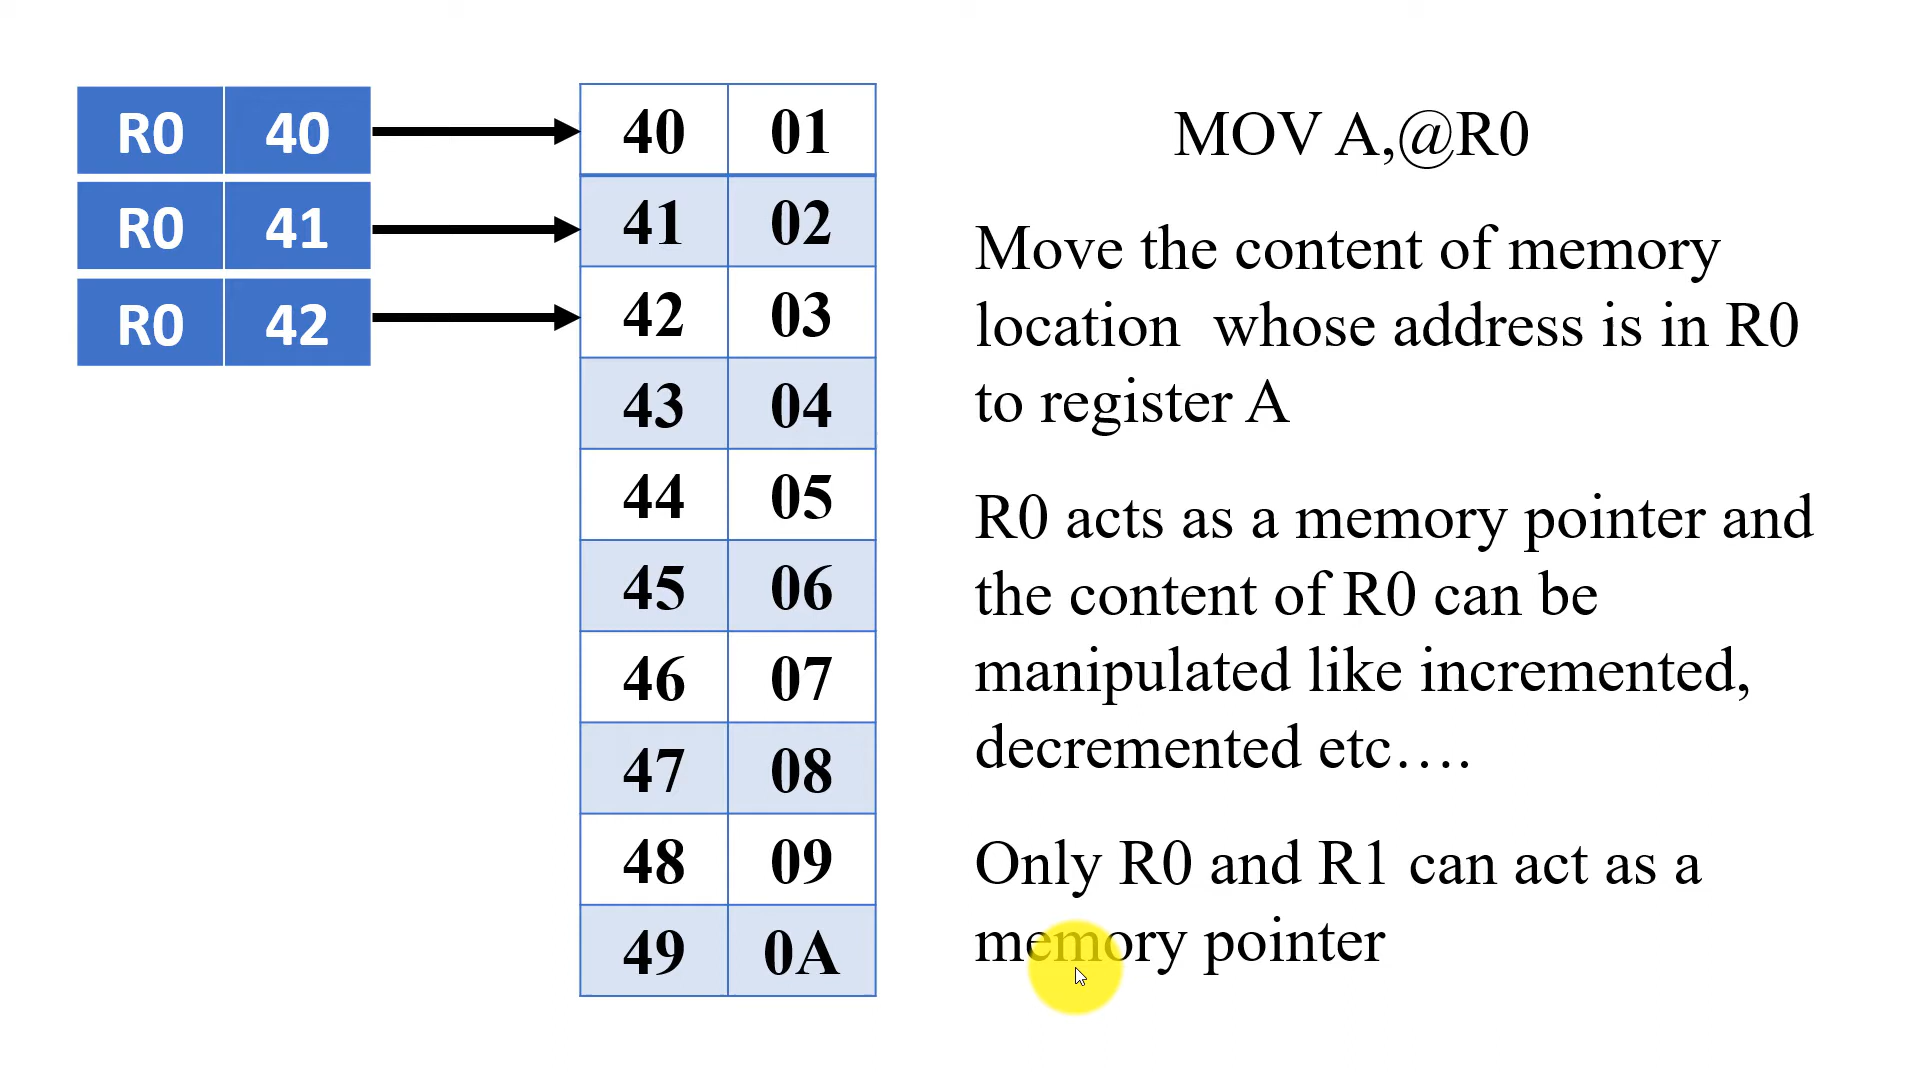 R0 40
R0 41
R0 42
40 01
41 02
42 03
43 04
44 05
45 06
46 07
47 08
48 09
49 0A
MOV A,@R0
Move the content of memory
location  whose address is in R0
to register A
R0 acts as a memory pointer and
the content of R0 can be
manipulated like incremented,
decremented etc….
Only R0 and R1 can act as a
memory pointer